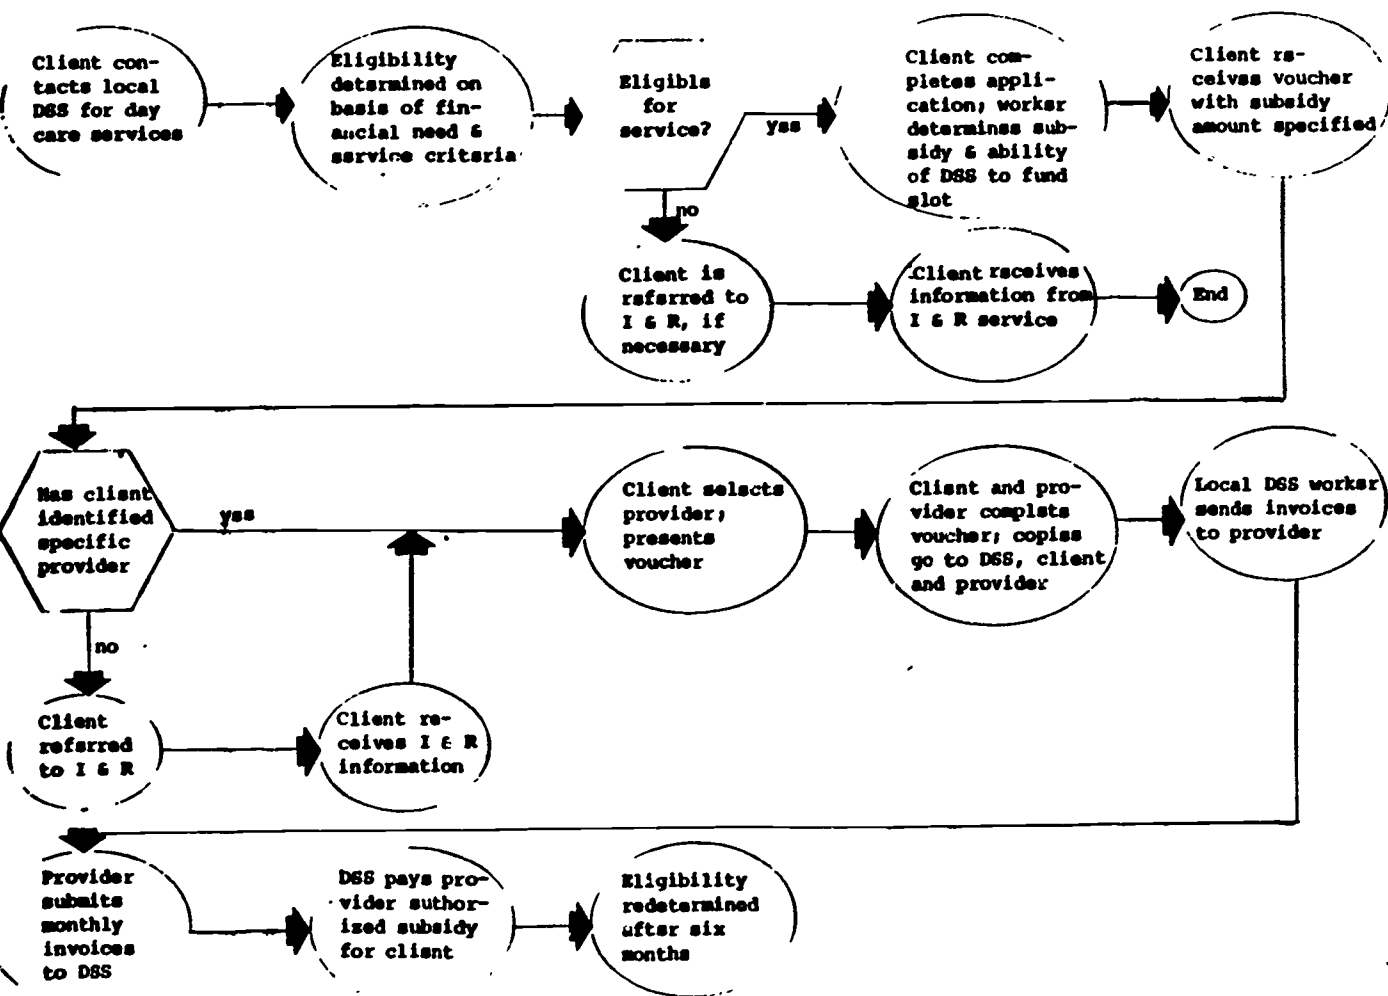 Client con-
tacts local
DSS for day
care services
Eligibility
determined on
basis of fin-
ancial need &
service criteria
Eligible
for
service?
yes
no
Client com-
pletes appli-
cation; worker
determines sub-
sidy & ability
of DSS to fund
slot
Client re-
ceives voucher
with subsidy
amount specified
Client is
referred to
I & R, if
necessary
Client receives
information from
I & R service
End
Has client
identified
specific
provider
yes
no
Client selects
provider;
presents
voucher
Client and pro-
vider complete
voucher; copies
go to DSS, client
and provider
Local DSS worker
sends invoices
to provider
Client
referred
to I & R
Client re-
ceives I & R
information
Provider
submits
monthly
invoices
to DSS
DSS pays pro-
vider author-
ized subsidy
for client
Eligibility
redetermined
after six
months